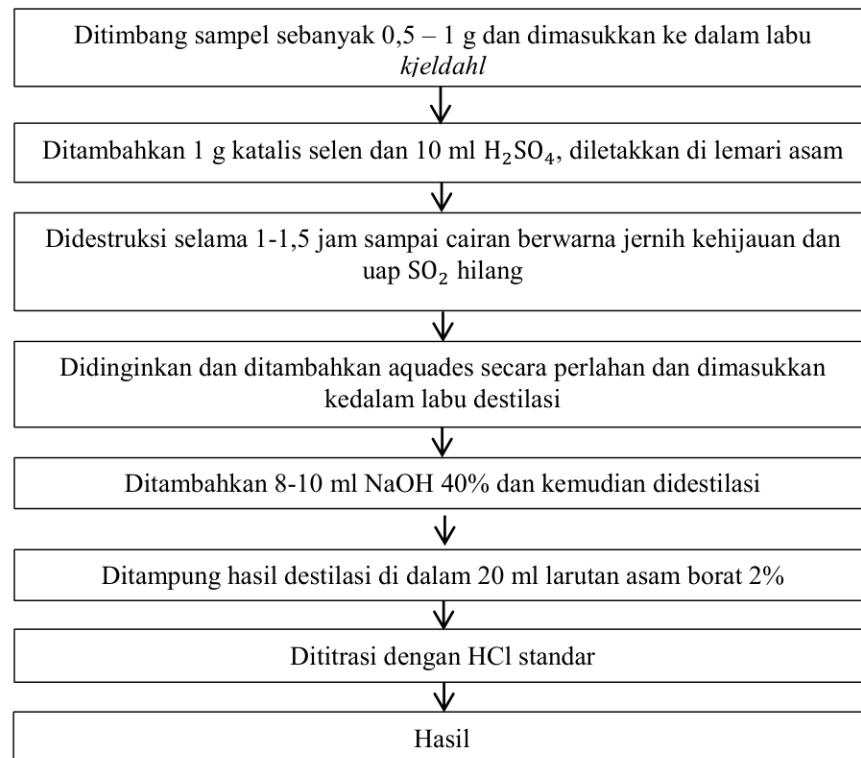 Ditimbang sampel sebanyak 0,5 – 1 g dan dimasukkan ke dalam labu
kjeldahl
Ditambahkan 1 g katalis selen dan 10 ml H₂SO₄, diletakkan di lemari asam
Didestruksi selama 1-1,5 jam sampai cairan berwarna jernih kehijauan dan
uap SO₂ hilang
Didinginkan dan ditambahkan aquades secara perlahan dan dimasukkan
kedalam labu destilasi
Ditambahkan 8-10 ml NaOH 40% dan kemudian didestilasi
Ditampung hasil destilasi di dalam 20 ml larutan asam borat 2%
Dititrasi dengan HCl standar
Hasil